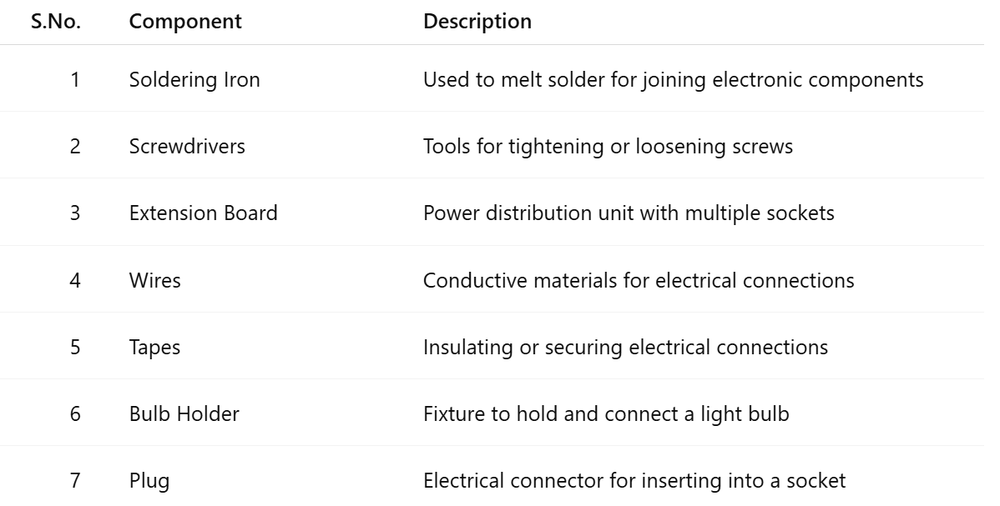 S.No. Component Description
1 Soldering Iron Used to melt solder for joining electronic components
2 Screwdrivers Tools for tightening or loosening screws
3 Extension Board Power distribution unit with multiple sockets
4 Wires Conductive materials for electrical connections
5 Tapes Insulating or securing electrical connections
6 Bulb Holder Fixture to hold and connect a light bulb
7 Plug Electrical connector for inserting into a socket